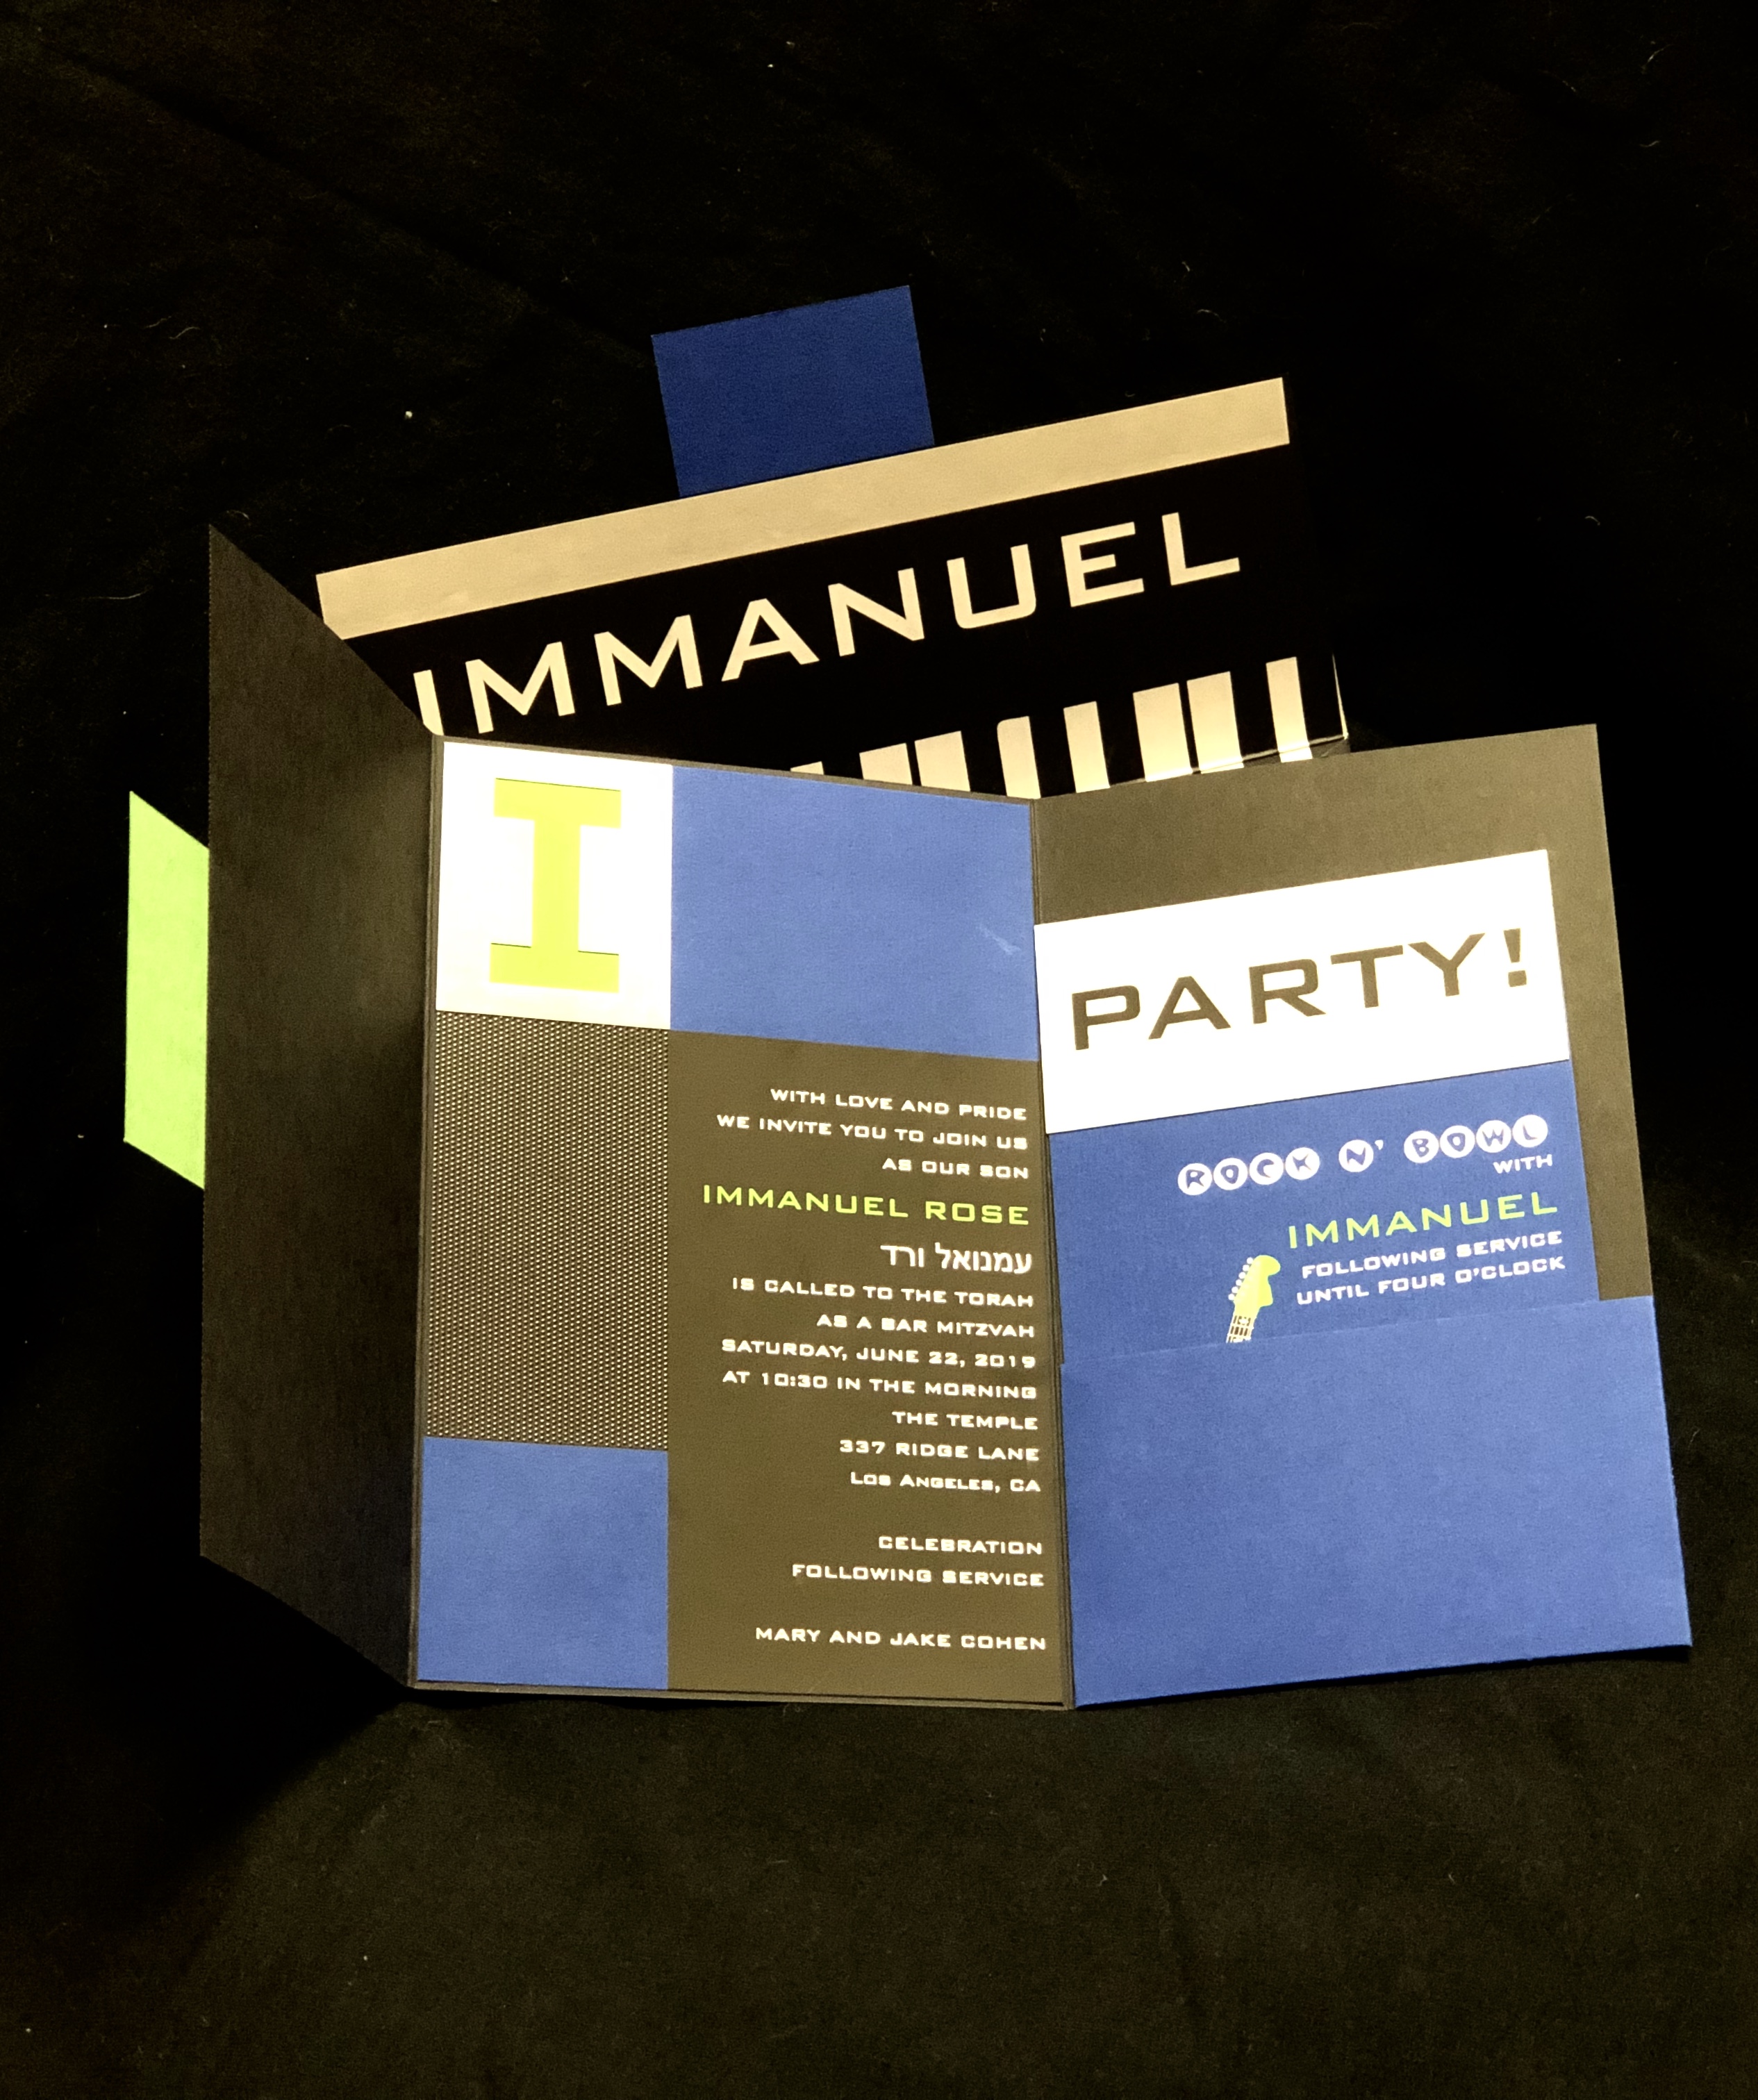 IMMANUEL
I
WITH LOVE AND PRIDE
WE INVITE YOU TO JOIN US
AS OUR SON
IMMANUEL ROSE
עמנואל ורד
IS CALLED TO THE TORAH
AS A BAR MITZVAH
SATURDAY, JUNE 22, 2019
AT 10:30 IN THE MORNING
THE TEMPLE
337 RIDGE LANE
LOS ANGELES, CA
CELEBRATION
FOLLOWING SERVICE
MARY AND JAKE COHEN
PARTY!
ROCK N' BOWL
WITH
IMMANUEL
FOLLOWING SERVICE
UNTIL FOUR O'CLOCK